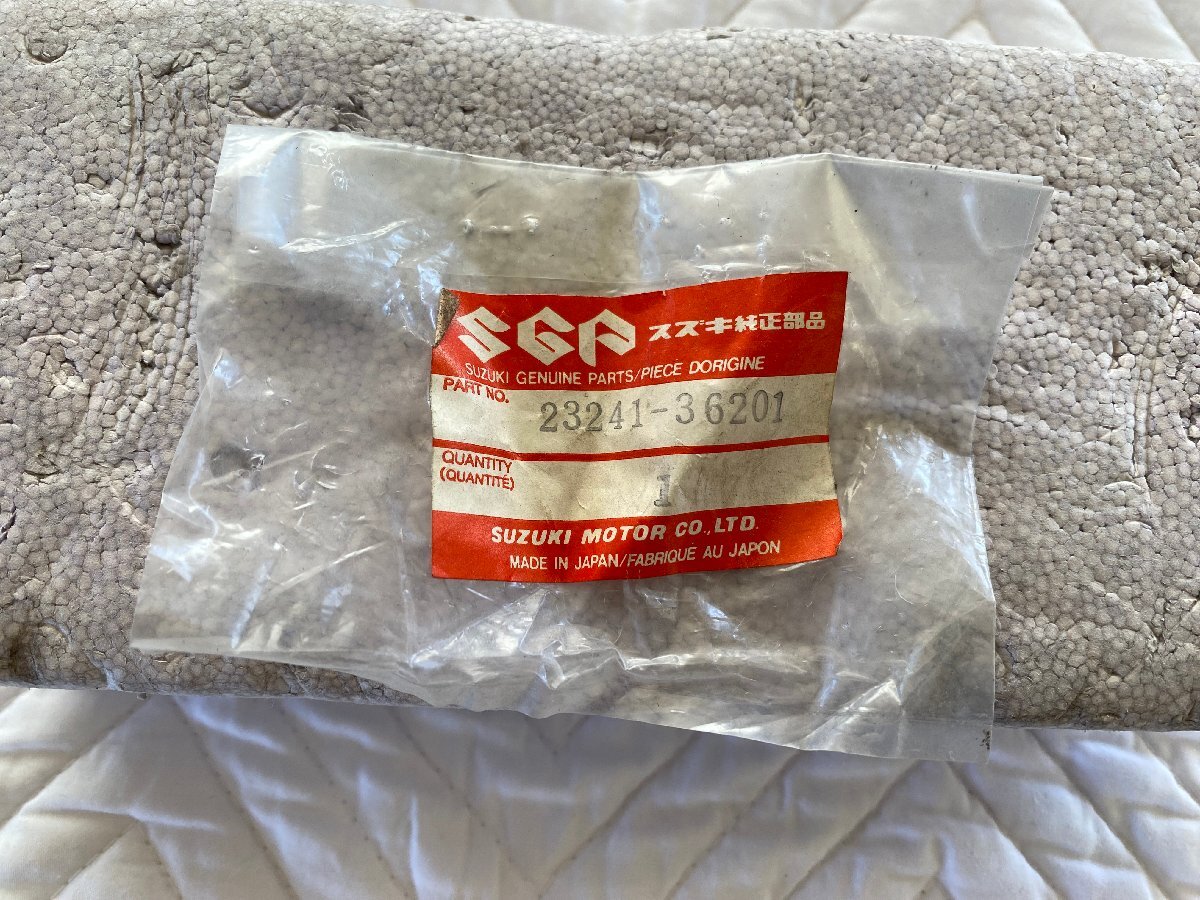 SGP スズキ純正部品
SUZUKI GENUINE PARTS/PIECE DORIGINE
PART NO.
23241-36201
QUANTITY
(QUANTITÉ)
1
SUZUKI MOTOR CO.,LTD.
MADE IN JAPAN/FABRIQUÉ AU JAPON